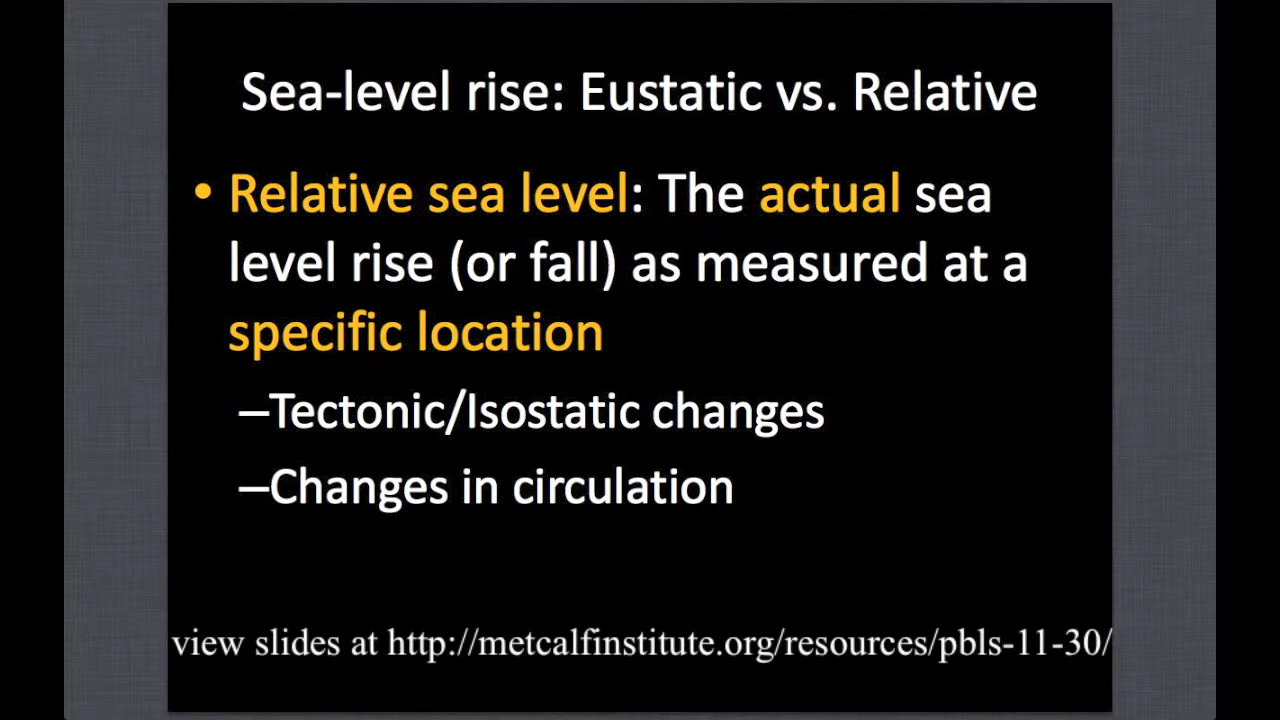 Sea-level rise: Eustatic vs. Relative
• Relative sea level: The actual sea
level rise (or fall) as measured at a
specific location
–Tectonic/Isostatic changes
–Changes in circulation
view slides at http://metcalfinstitute.org/resources/pbls-11-30/